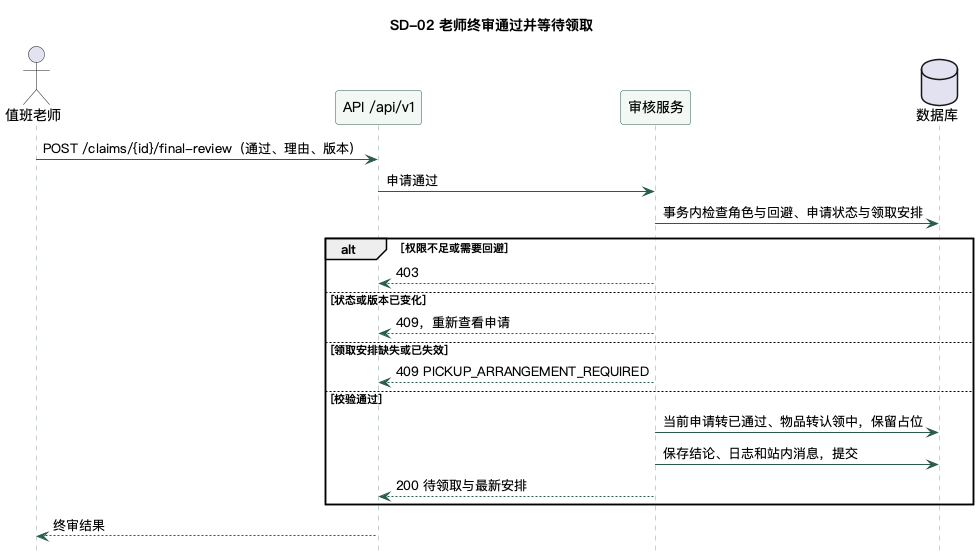 SD-02 老师终审通过并等待领取
值班老师
API /api/v1
审核服务
数据库
POST /claims/{id}/final-review（通过、理由、版本）
申请通过
事务内检查角色与回避、申请状态与领取安排
alt
[权限不足或需要回避]
403
[状态或版本已变化]
409，重新查看申请
[领取安排缺失或已失效]
409 PICKUP_ARRANGEMENT_REQUIRED
[校验通过]
当前申请转已通过、物品转认领中，保留占位
保存结论、日志和站内消息，提交
200 待领取与最新安排
终审结果